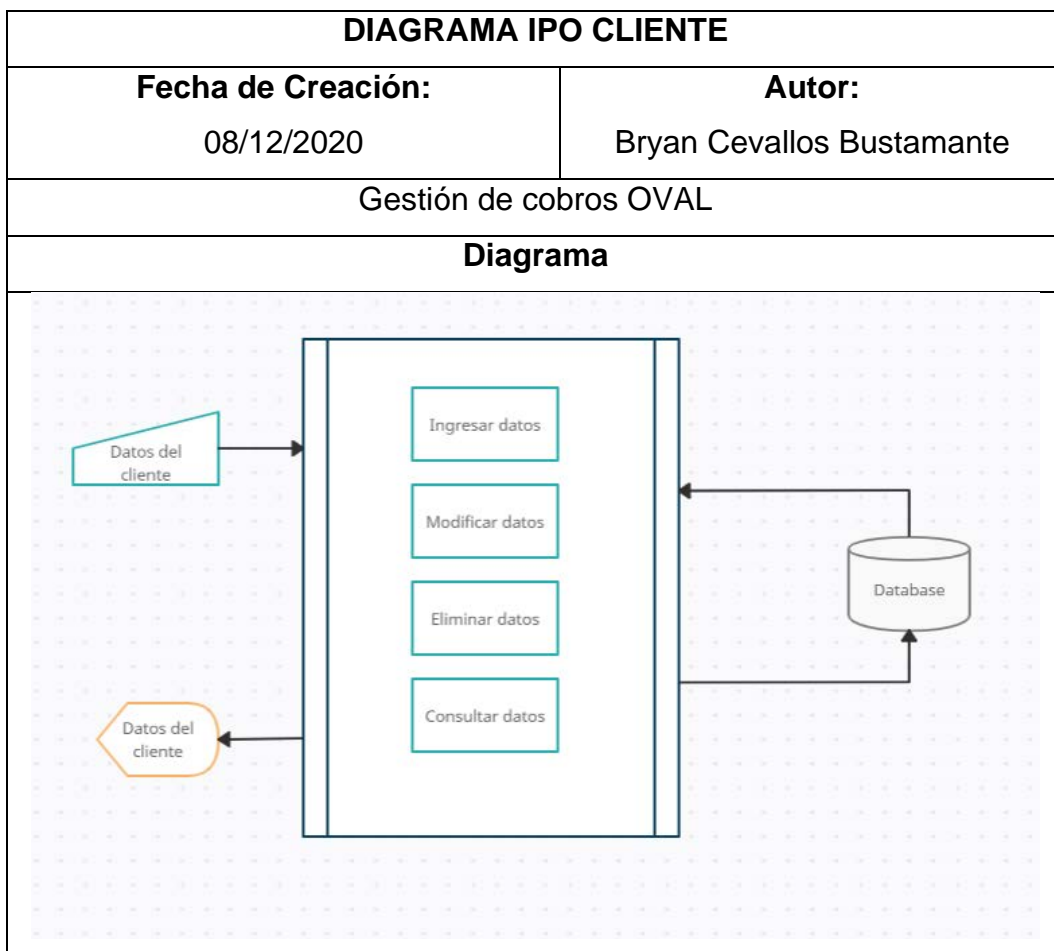 DIAGRAMA IPO CLIENTE
Fecha de Creación:
08/12/2020
Autor:
Bryan Cevallos Bustamante
Gestión de cobros OVAL
Diagrama
Datos del
cliente
Ingresar datos
Modificar datos
Eliminar datos
Consultar datos
Database
Datos del
cliente